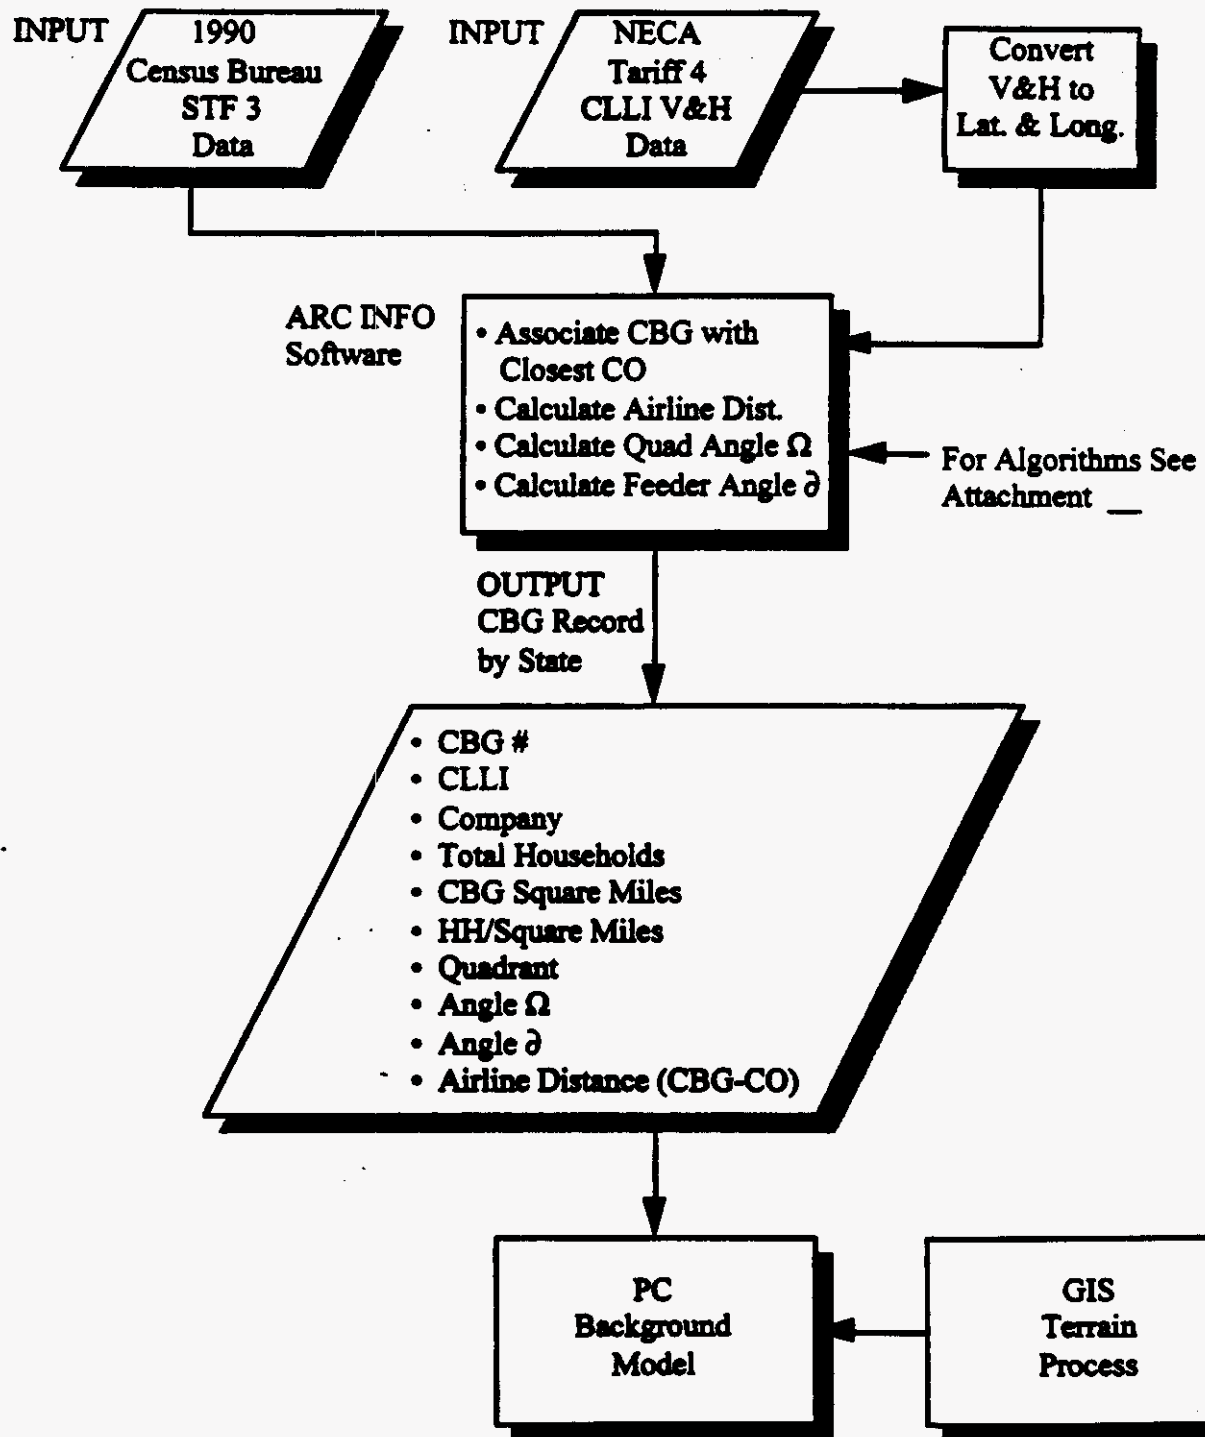 INPUT
1990
Census Bureau
STF 3
Data
INPUT
NECA
Tariff 4
CLLI V&H
Data
Convert
V&H to
Lat. & Long.
ARC INFO
Software
• Associate CBG with
Closest CO
• Calculate Airline Dist.
• Calculate Quad Angle Ω
• Calculate Feeder Angle ∂
For Algorithms See
Attachment __
OUTPUT
CBG Record
by State
• CBG #
• CLLI
• Company
• Total Households
• CBG Square Miles
• HH/Square Miles
• Quadrant
• Angle Ω
• Angle ∂
• Airline Distance (CBG-CO)
PC
Background
Model
GIS
Terrain
Process